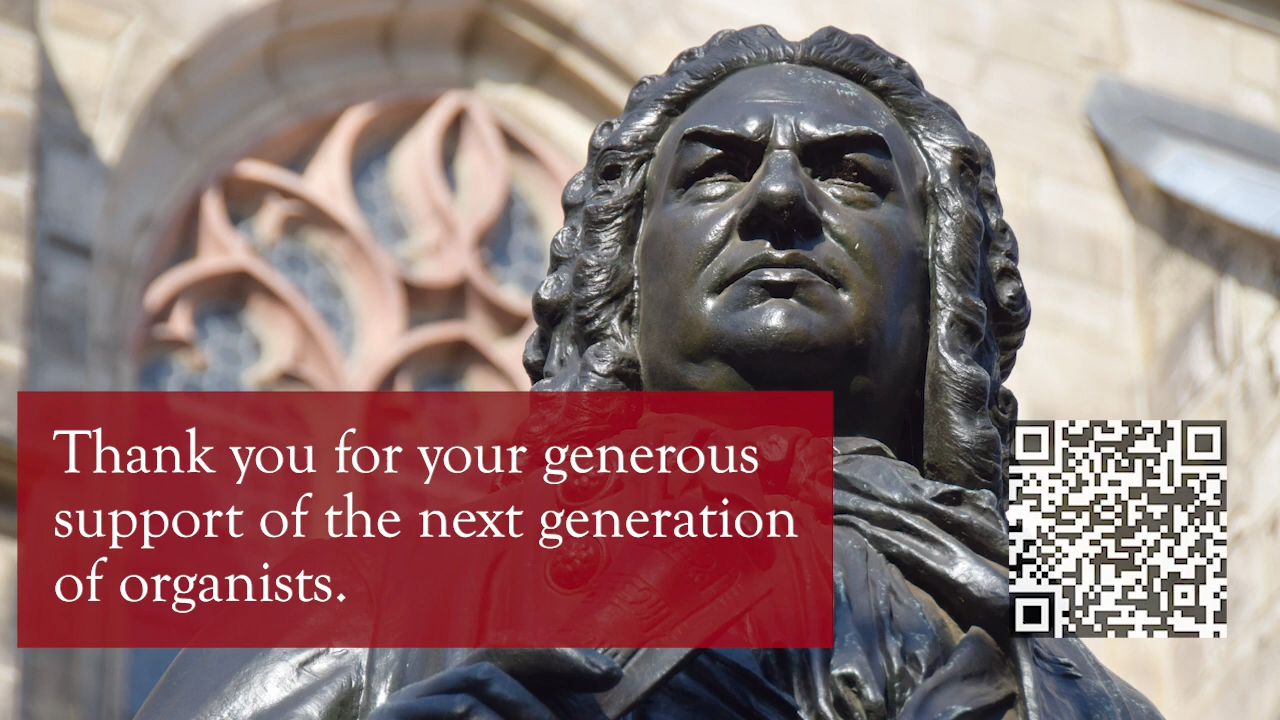 Thank you for your generous
support of the next generation
of organists.